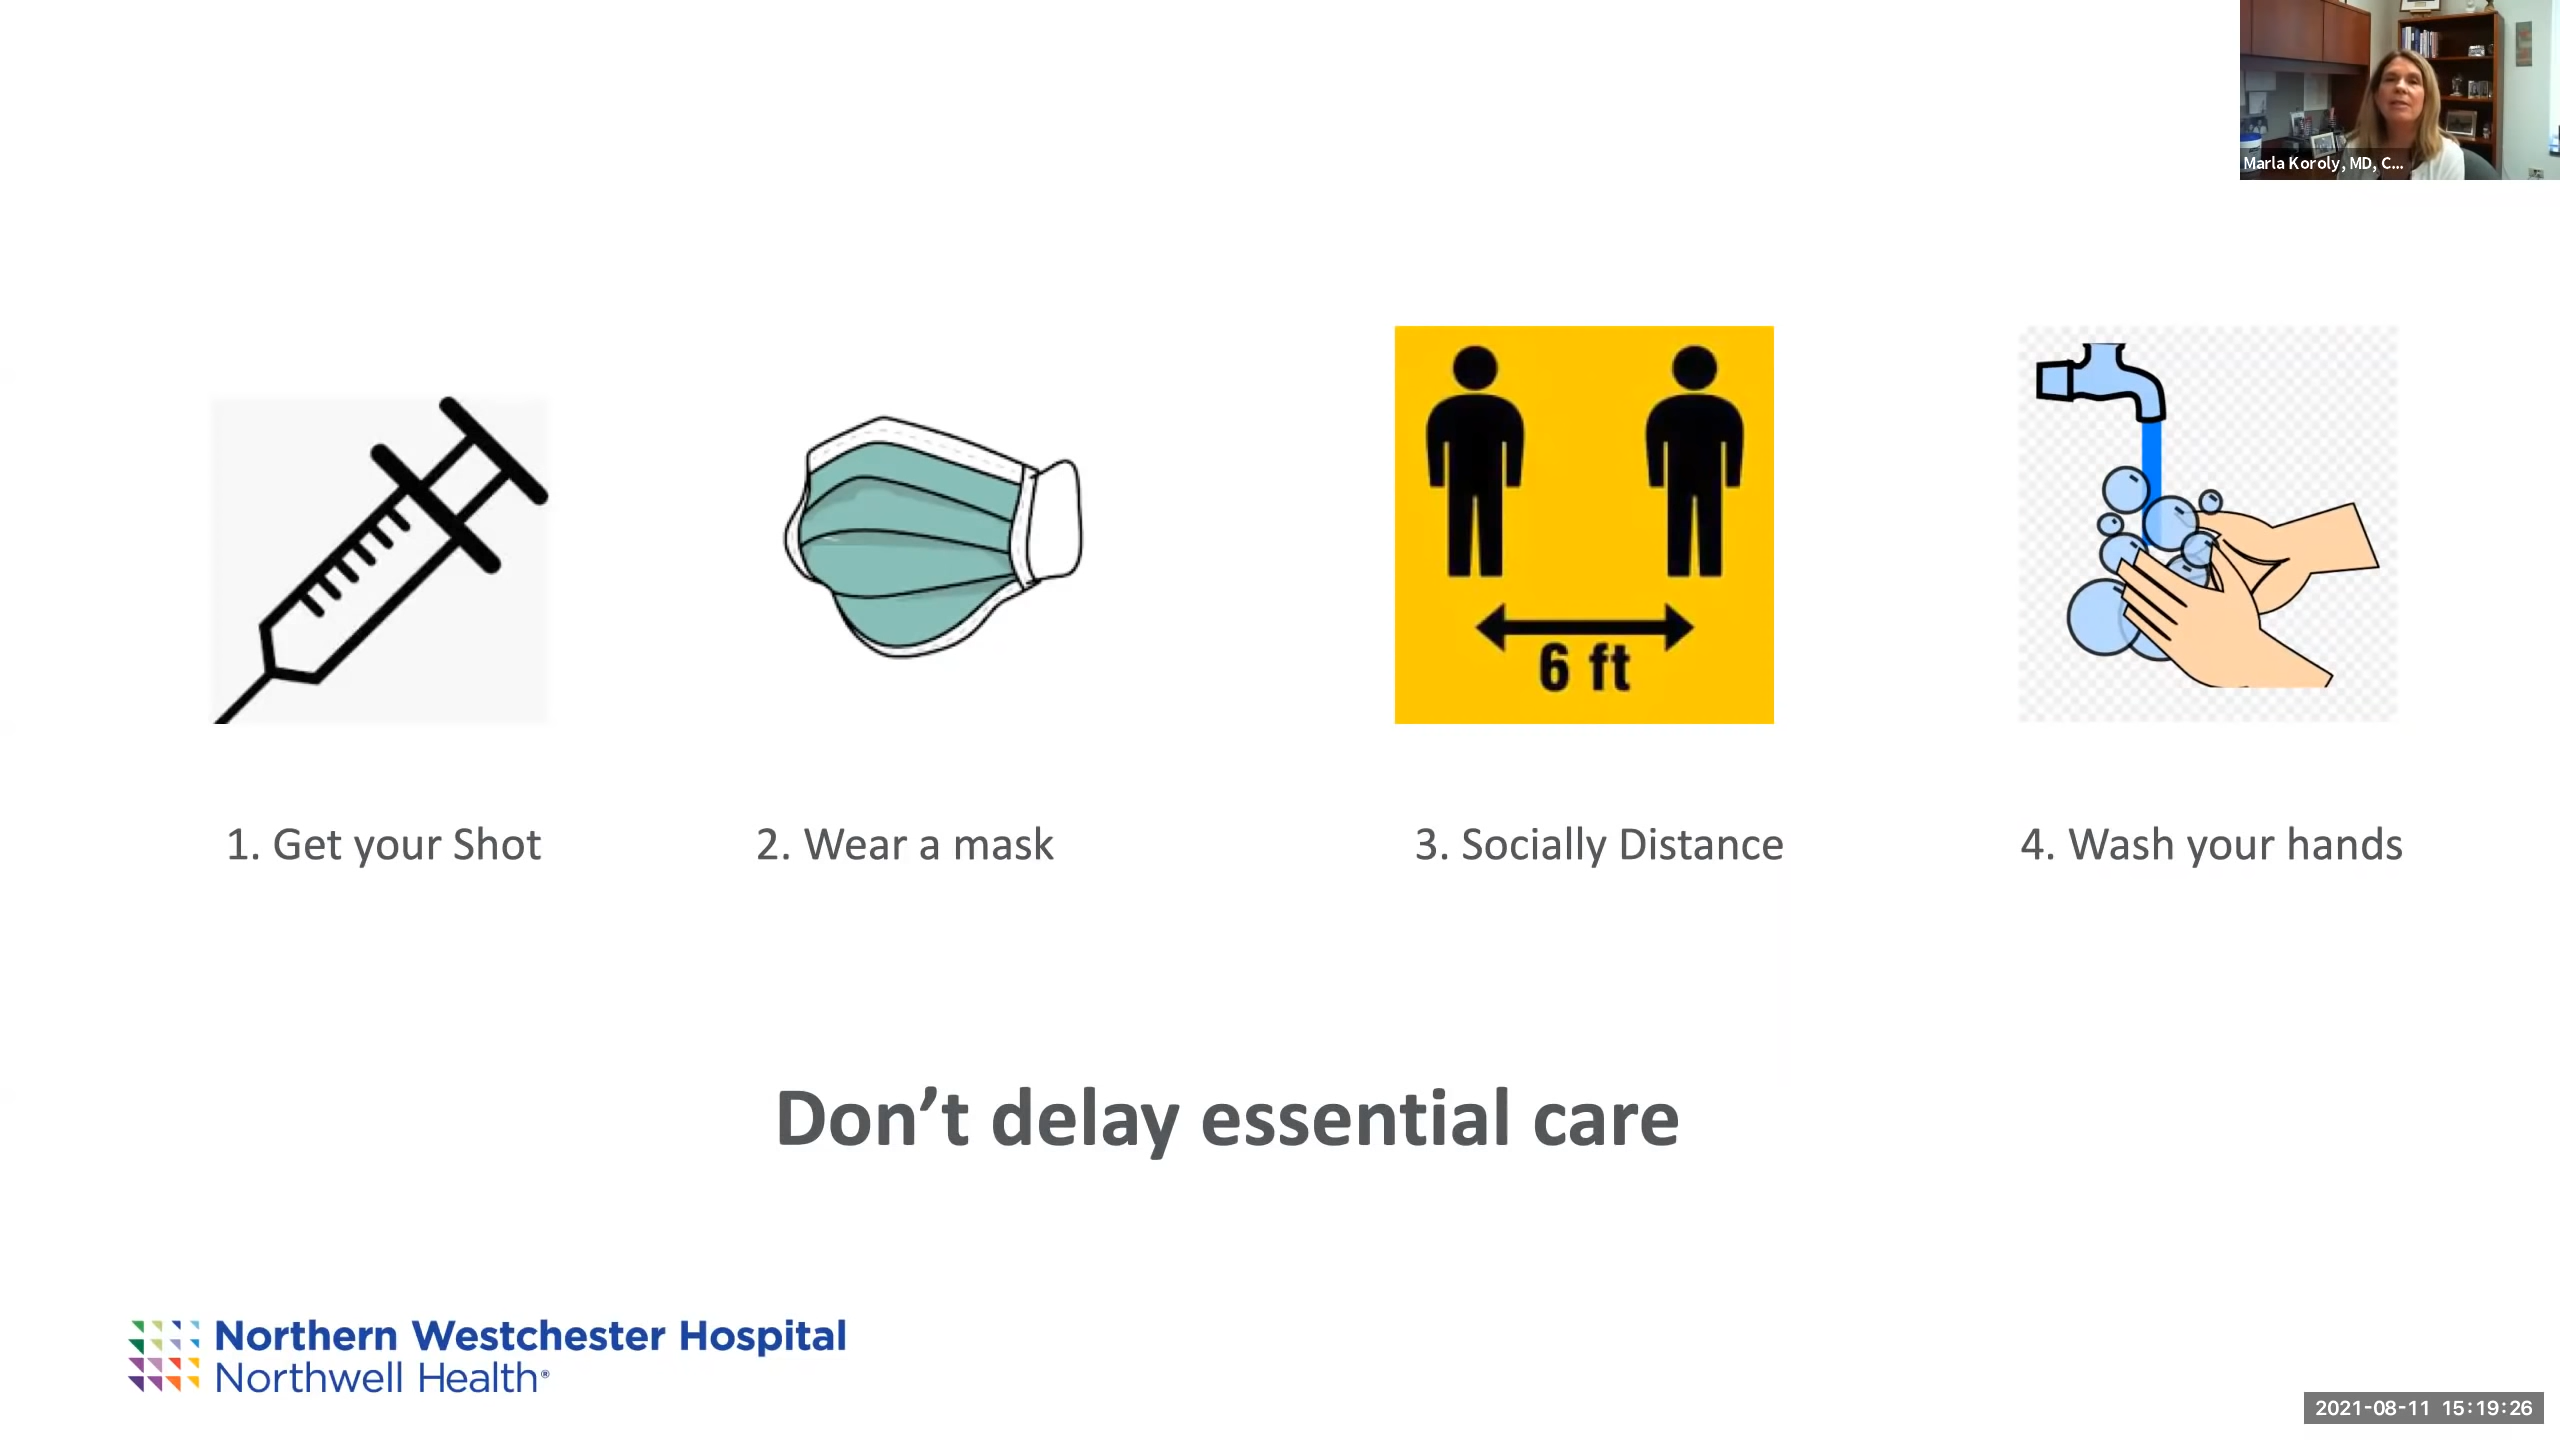 Marla Koroly, MD, C...
6 ft
1. Get your Shot
2. Wear a mask
3. Socially Distance
4. Wash your hands
Don’t delay essential care
Northern Westchester Hospital
Northwell Health®
2021-08-11 15:19:26